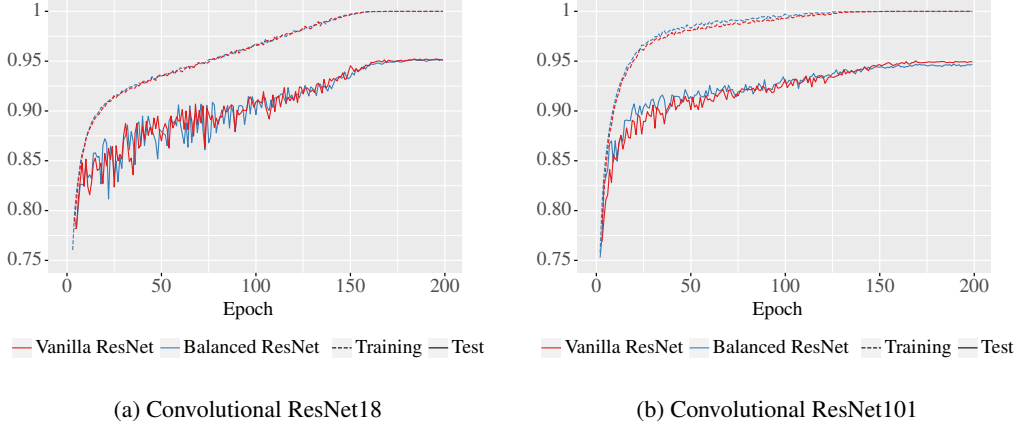 1
0.95
0.90
0.85
0.80
0.75
0 50 100 150 200
Epoch
Vanilla ResNet Balanced ResNet Training Test
(a) Convolutional ResNet18
1
0.95
0.90
0.85
0.80
0.75
0 50 100 150 200
Epoch
Vanilla ResNet Balanced ResNet Training Test
(b) Convolutional ResNet101